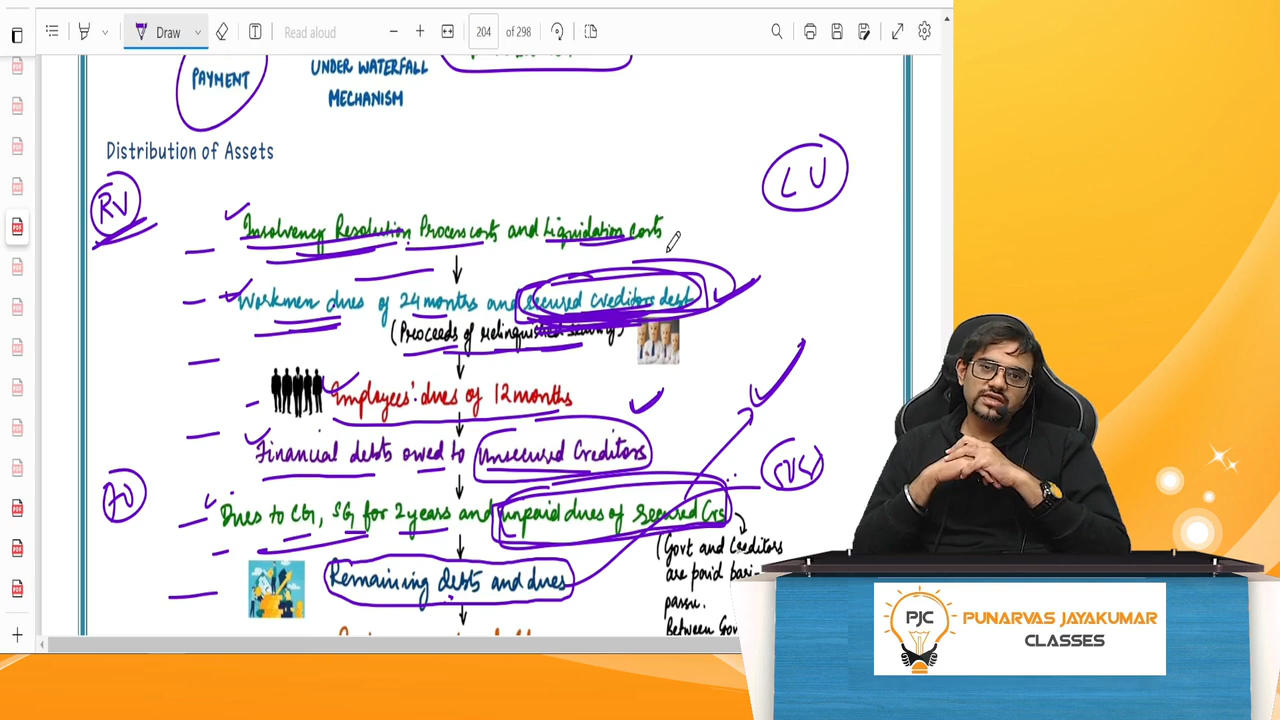 Draw
Read aloud
204 of 298
PAYMENT
UNDER WATERFALL
MECHANISM
Distribution of Assets
RV
LU
Insolvency Resolution Process costs and Liquidation Costs
Workmen dues of 24 months and secured Creditors debt
(Proceeds of relinquished security)
Employees' dues of 12 months
Financial debts owed to unsecured Creditors
Dues to CG, SG for 2 years and unpaid dues of secured Crs
(Govt and Creditors
are paid pari-
passu.
Between Gov
Remaining debts and dues
PJC
PUNARVAS JAYAKUMAR
CLASSES